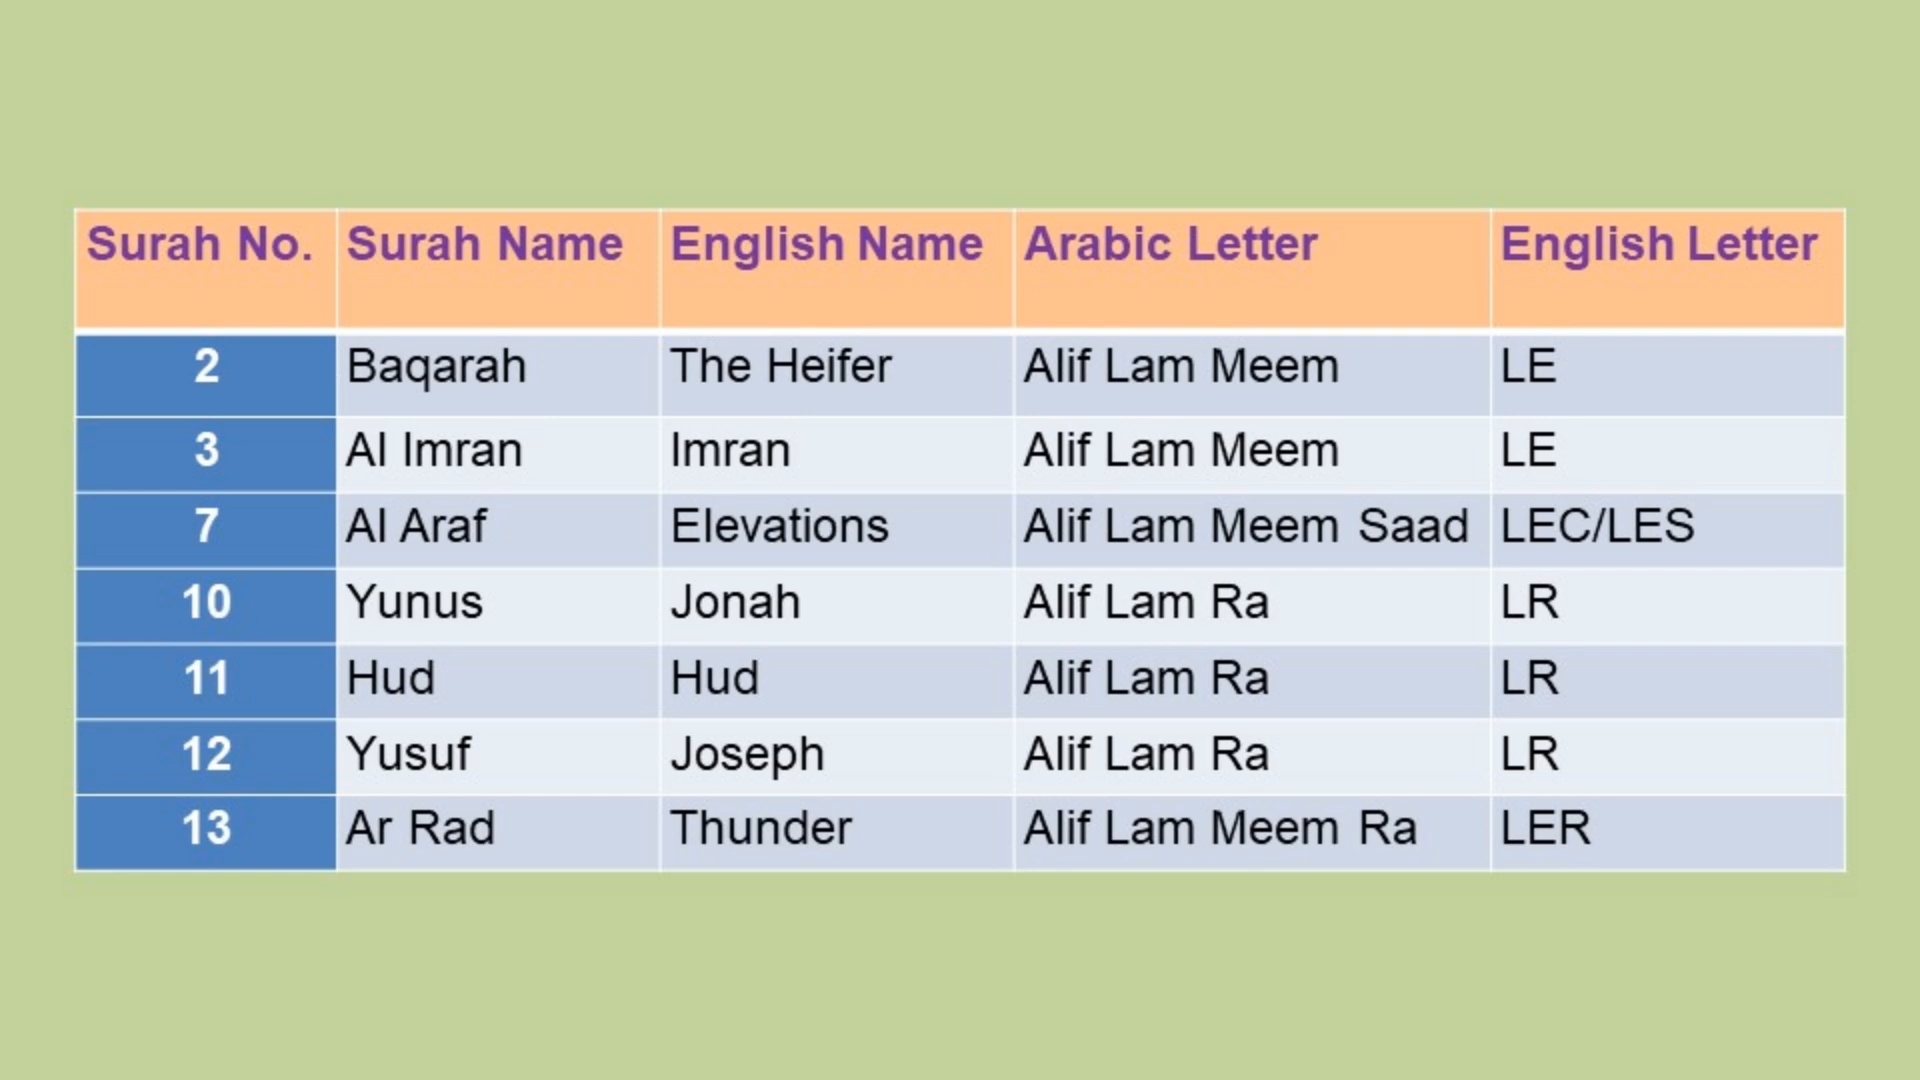 Surah No. Surah Name English Name Arabic Letter English Letter
2 Baqarah The Heifer Alif Lam Meem LE
3 Al Imran Imran Alif Lam Meem LE
7 Al Araf Elevations Alif Lam Meem Saad LEC/LES
10 Yunus Jonah Alif Lam Ra LR
11 Hud Hud Alif Lam Ra LR
12 Yusuf Joseph Alif Lam Ra LR
13 Ar Rad Thunder Alif Lam Meem Ra LER